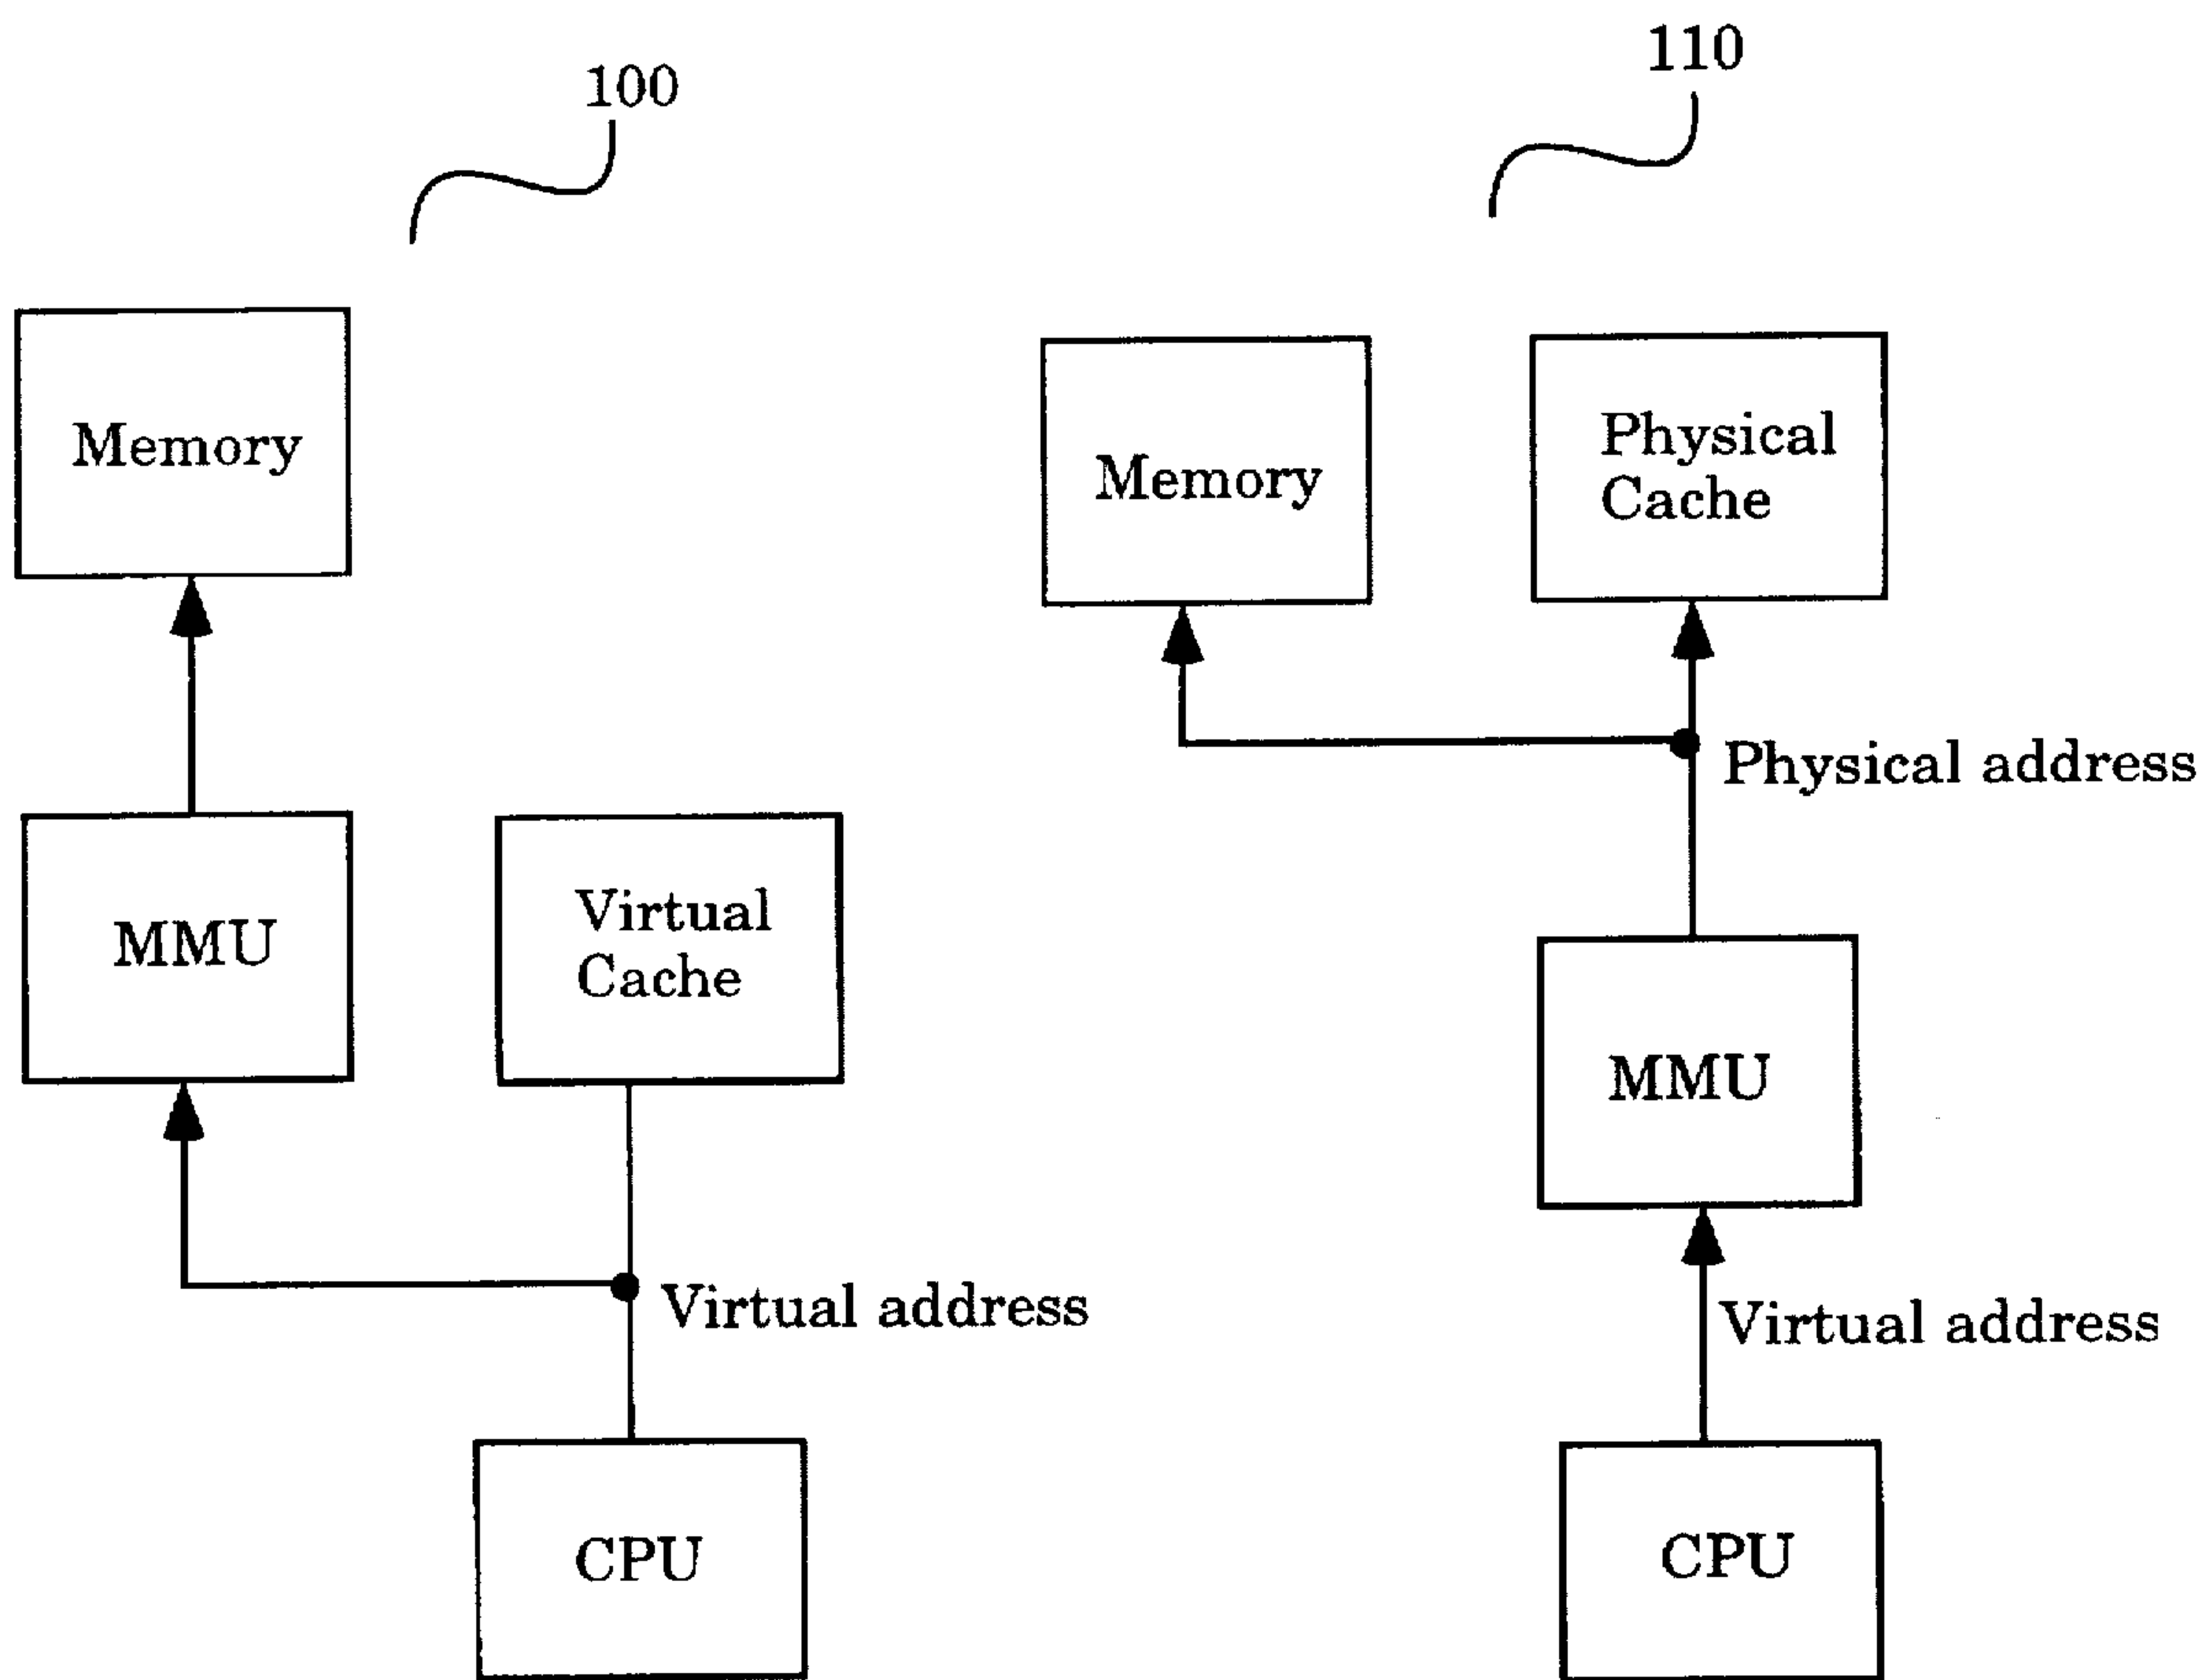 100
Memory
MMU
Virtual
Cache
Virtual address
CPU
110
Memory
Physical
Cache
Physical address
MMU
Virtual address
CPU